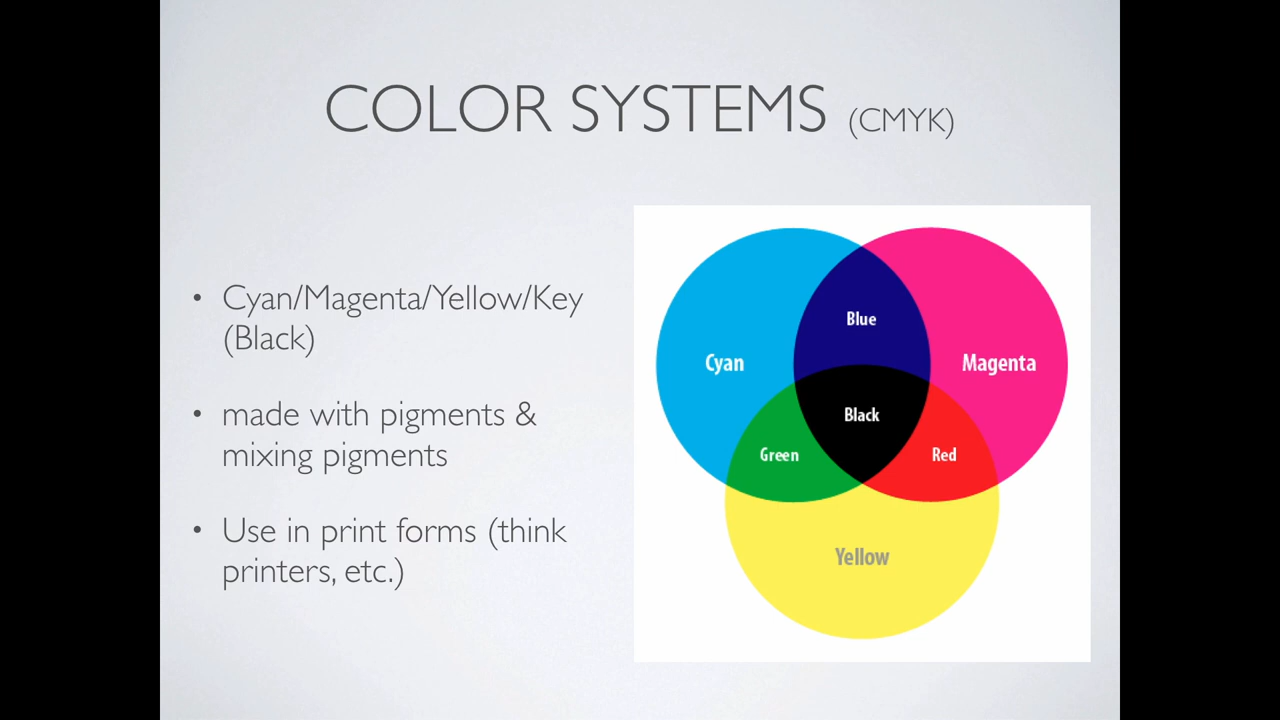 COLOR SYSTEMS (CMYK)
• Cyan/Magenta/Yellow/Key
(Black)
• made with pigments &
mixing pigments
• Use in print forms (think
printers, etc.)
Blue
Cyan
Magenta
Black
Green
Red
Yellow